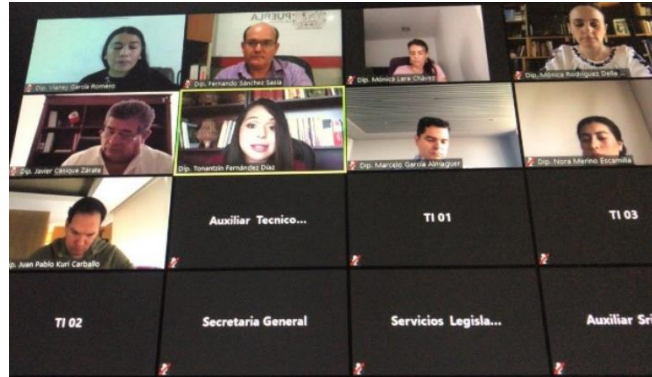 PUEBLA
Dip. Vianey García Romero
Dip. Fernando Sánchez Sasia
Dip. Mónica Lara Chávez
Dip. Mónica Rodríguez Della ...
Dip. Javier Casique Zárate
Dip. Tonantzin Fernández Díaz
Dip. Marcelo García Almaguer
Dip. Nora Merino Escamilla
p. Juan Pablo Kuri Carballo
Auxiliar Tecnico...
TI 01
TI 03
TI 02
Secretaria General
Servicios Legisla...
Auxiliar Sri